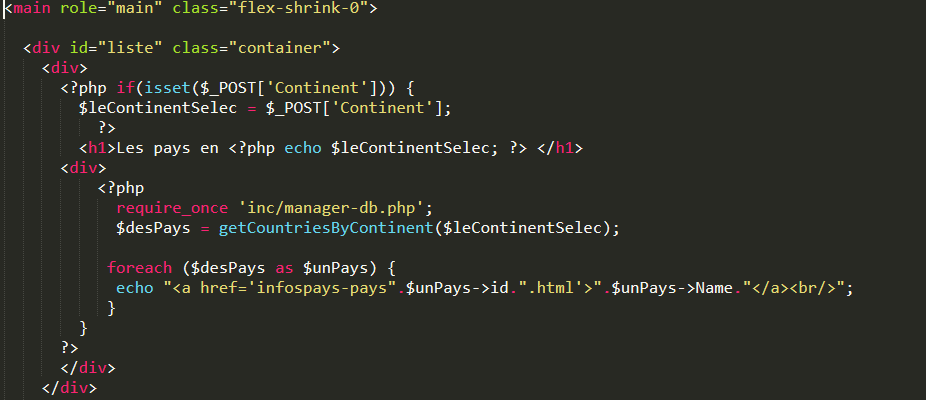 <main role="main" class="flex-shrink-0">
<div id="liste" class="container">
<div>
<?php if(isset($_POST['Continent'])) {
$leContinentSelec = $_POST['Continent'];
?>
<h1>Les pays en <?php echo $leContinentSelec; ?> </h1>
<div>
<?php
require_once 'inc/manager-db.php';
$desPays = getCountriesByContinent($leContinentSelec);
foreach ($desPays as $unPays) {
echo "<a href='infospays-pays".$unPays->id.".html'>".$unPays->Name."</a><br/>";
}
}
?>
</div>
</div>